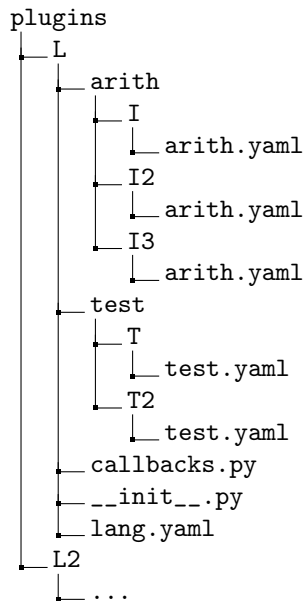 plugins
L
arith
I
arith.yaml
I2
arith.yaml
I3
arith.yaml
test
T
test.yaml
T2
test.yaml
callbacks.py
__init__.py
lang.yaml
L2
...